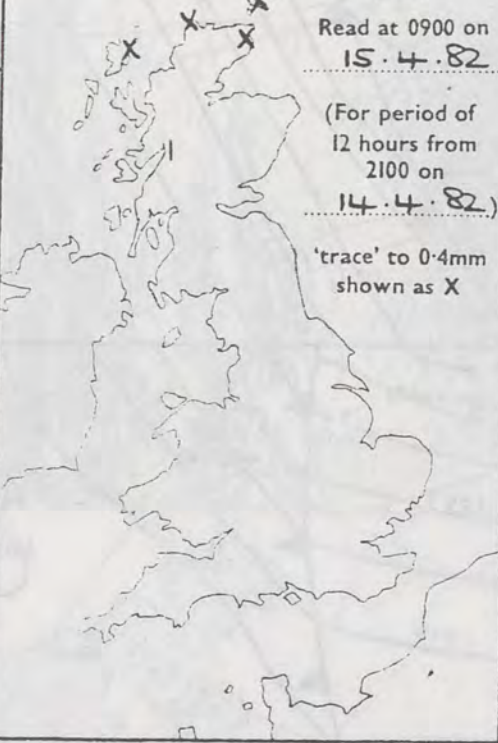 X
X X X
1
Read at 0900 on
15.4.82
(For period of
12 hours from
2100 on
14.4.82)
'trace' to 0·4mm
shown as X